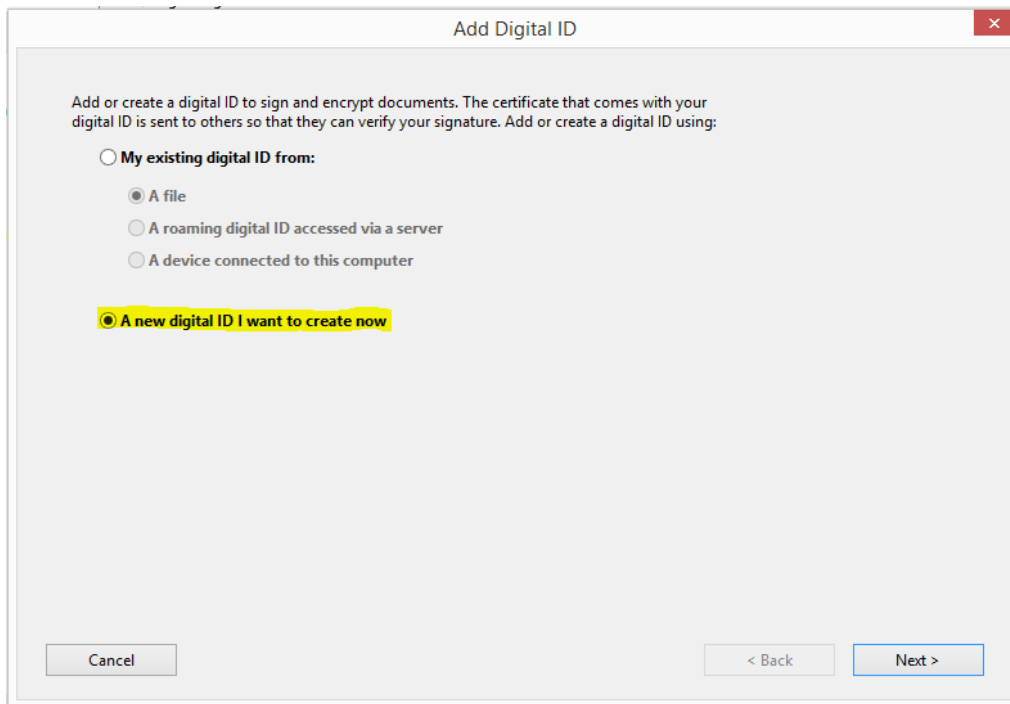 Add Digital ID
Add or create a digital ID to sign and encrypt documents. The certificate that comes with your
digital ID is sent to others so that they can verify your signature. Add or create a digital ID using:
My existing digital ID from:
A file
A roaming digital ID accessed via a server
A device connected to this computer
A new digital ID I want to create now
Cancel
< Back
Next >